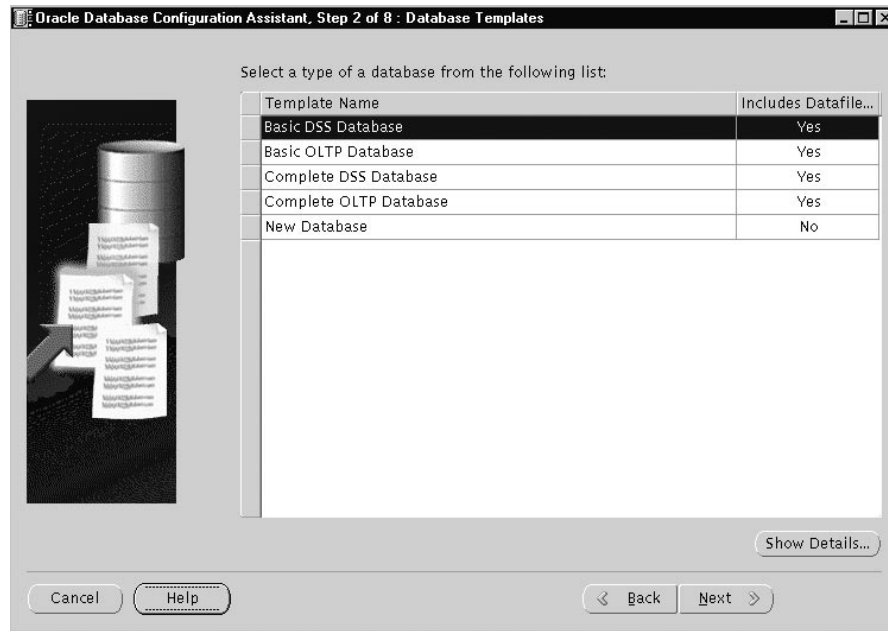 Oracle Database Configuration Assistant, Step 2 of 8 : Database Templates
Select a type of a database from the following list:
Template Name Includes Datafile...
Basic DSS Database Yes
Basic OLTP Database Yes
Complete DSS Database Yes
Complete OLTP Database Yes
New Database No
Show Details...
Cancel Help Back Next